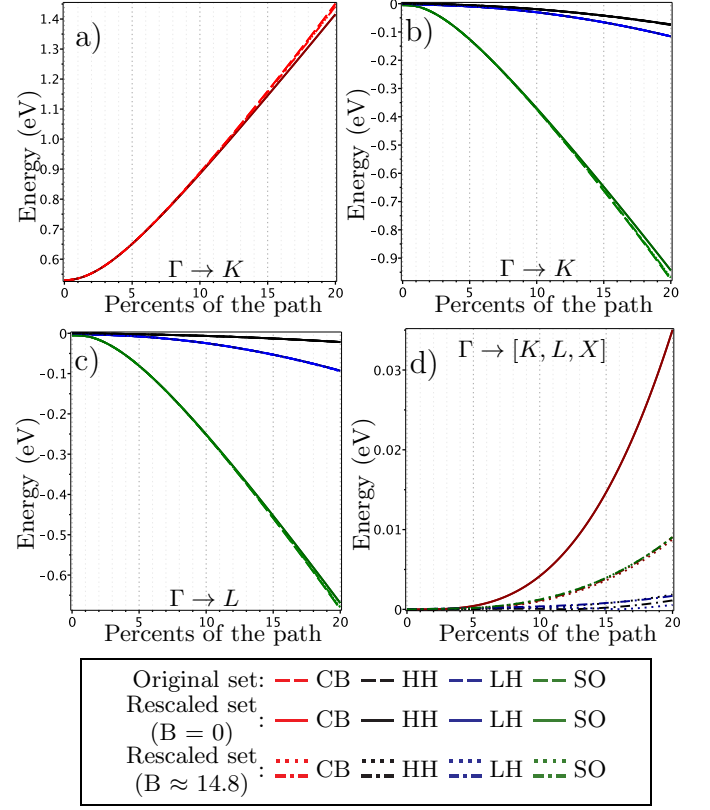 a)
1.4
1.3
1.2
1.1
1.0
0.9
0.8
0.7
0.6
Energy (eV)
Γ → K
0 5 10 15 20
Percents of the path
b)
0
-0.1
-0.2
-0.3
-0.4
-0.5
-0.6
-0.7
-0.8
-0.9
Energy (eV)
Γ → K
0 5 10 15 20
Percents of the path
c)
0
-0.1
-0.2
-0.3
-0.4
-0.5
-0.6
Energy (eV)
Γ → L
0 5 10 15 20
Percents of the path
d)
Γ → [K, L, X]
0.03
0.02
0.01
0
Energy (eV)
0 5 10 15 20
Percents of the path
Original set: CB HH LH SO
Rescaled set
(B = 0) : CB HH LH SO
Rescaled set
(B ≈ 14.8) : CB HH LH SO